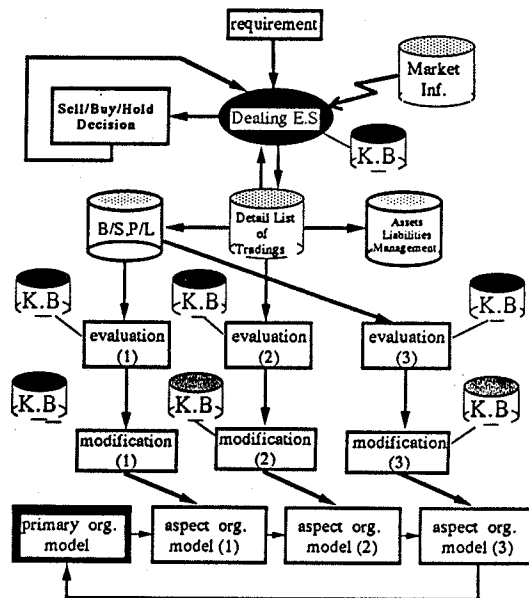 requirement
Market
Inf.
Sell/Buy/Hold
Decision
Dealing E.S
K.B
B/S,P/L
Detail List
of
Tradings
Assets
Liabilities
Management
K.B
K.B
K.B
evaluation
(1)
evaluation
(2)
evaluation
(3)
K.B
K.B
K.B
modification
(1)
modification
(2)
modification
(3)
primary org.
model
aspect org.
model (1)
aspect org.
model (2)
aspect org.
model (3)